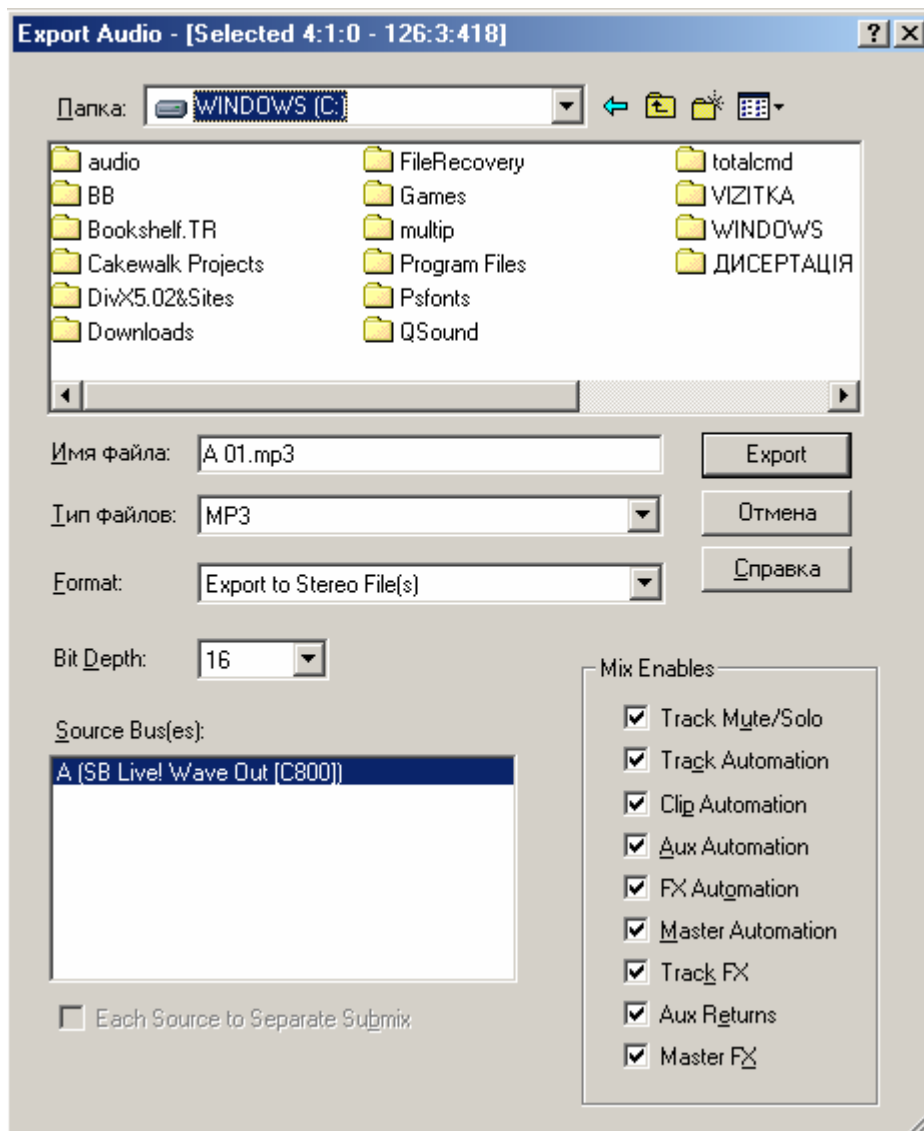 Export Audio - [Selected 4:1:0 - 126:3:418]
Папка: WINDOWS (C:)
audio FileRecovery totalcmd
BB Games VIZITKA
Bookshelf.TR multip WINDOWS
Cakewalk Projects Program Files ДИСЕРТАЦІЯ
DivX5.02&Sites Psfonts
Downloads QSound
Имя файла: A 01.mp3 Export
Тип файлов: MP3 Отмена
Format: Export to Stereo File(s) Справка
Bit Depth: 16
Mix Enables
Source Bus(es):
A (SB Live! Wave Out [C800])
Track Mute/Solo
Track Automation
Clip Automation
Aux Automation
FX Automation
Master Automation
Track FX
Aux Returns
Master FX
Each Source to Separate Submix